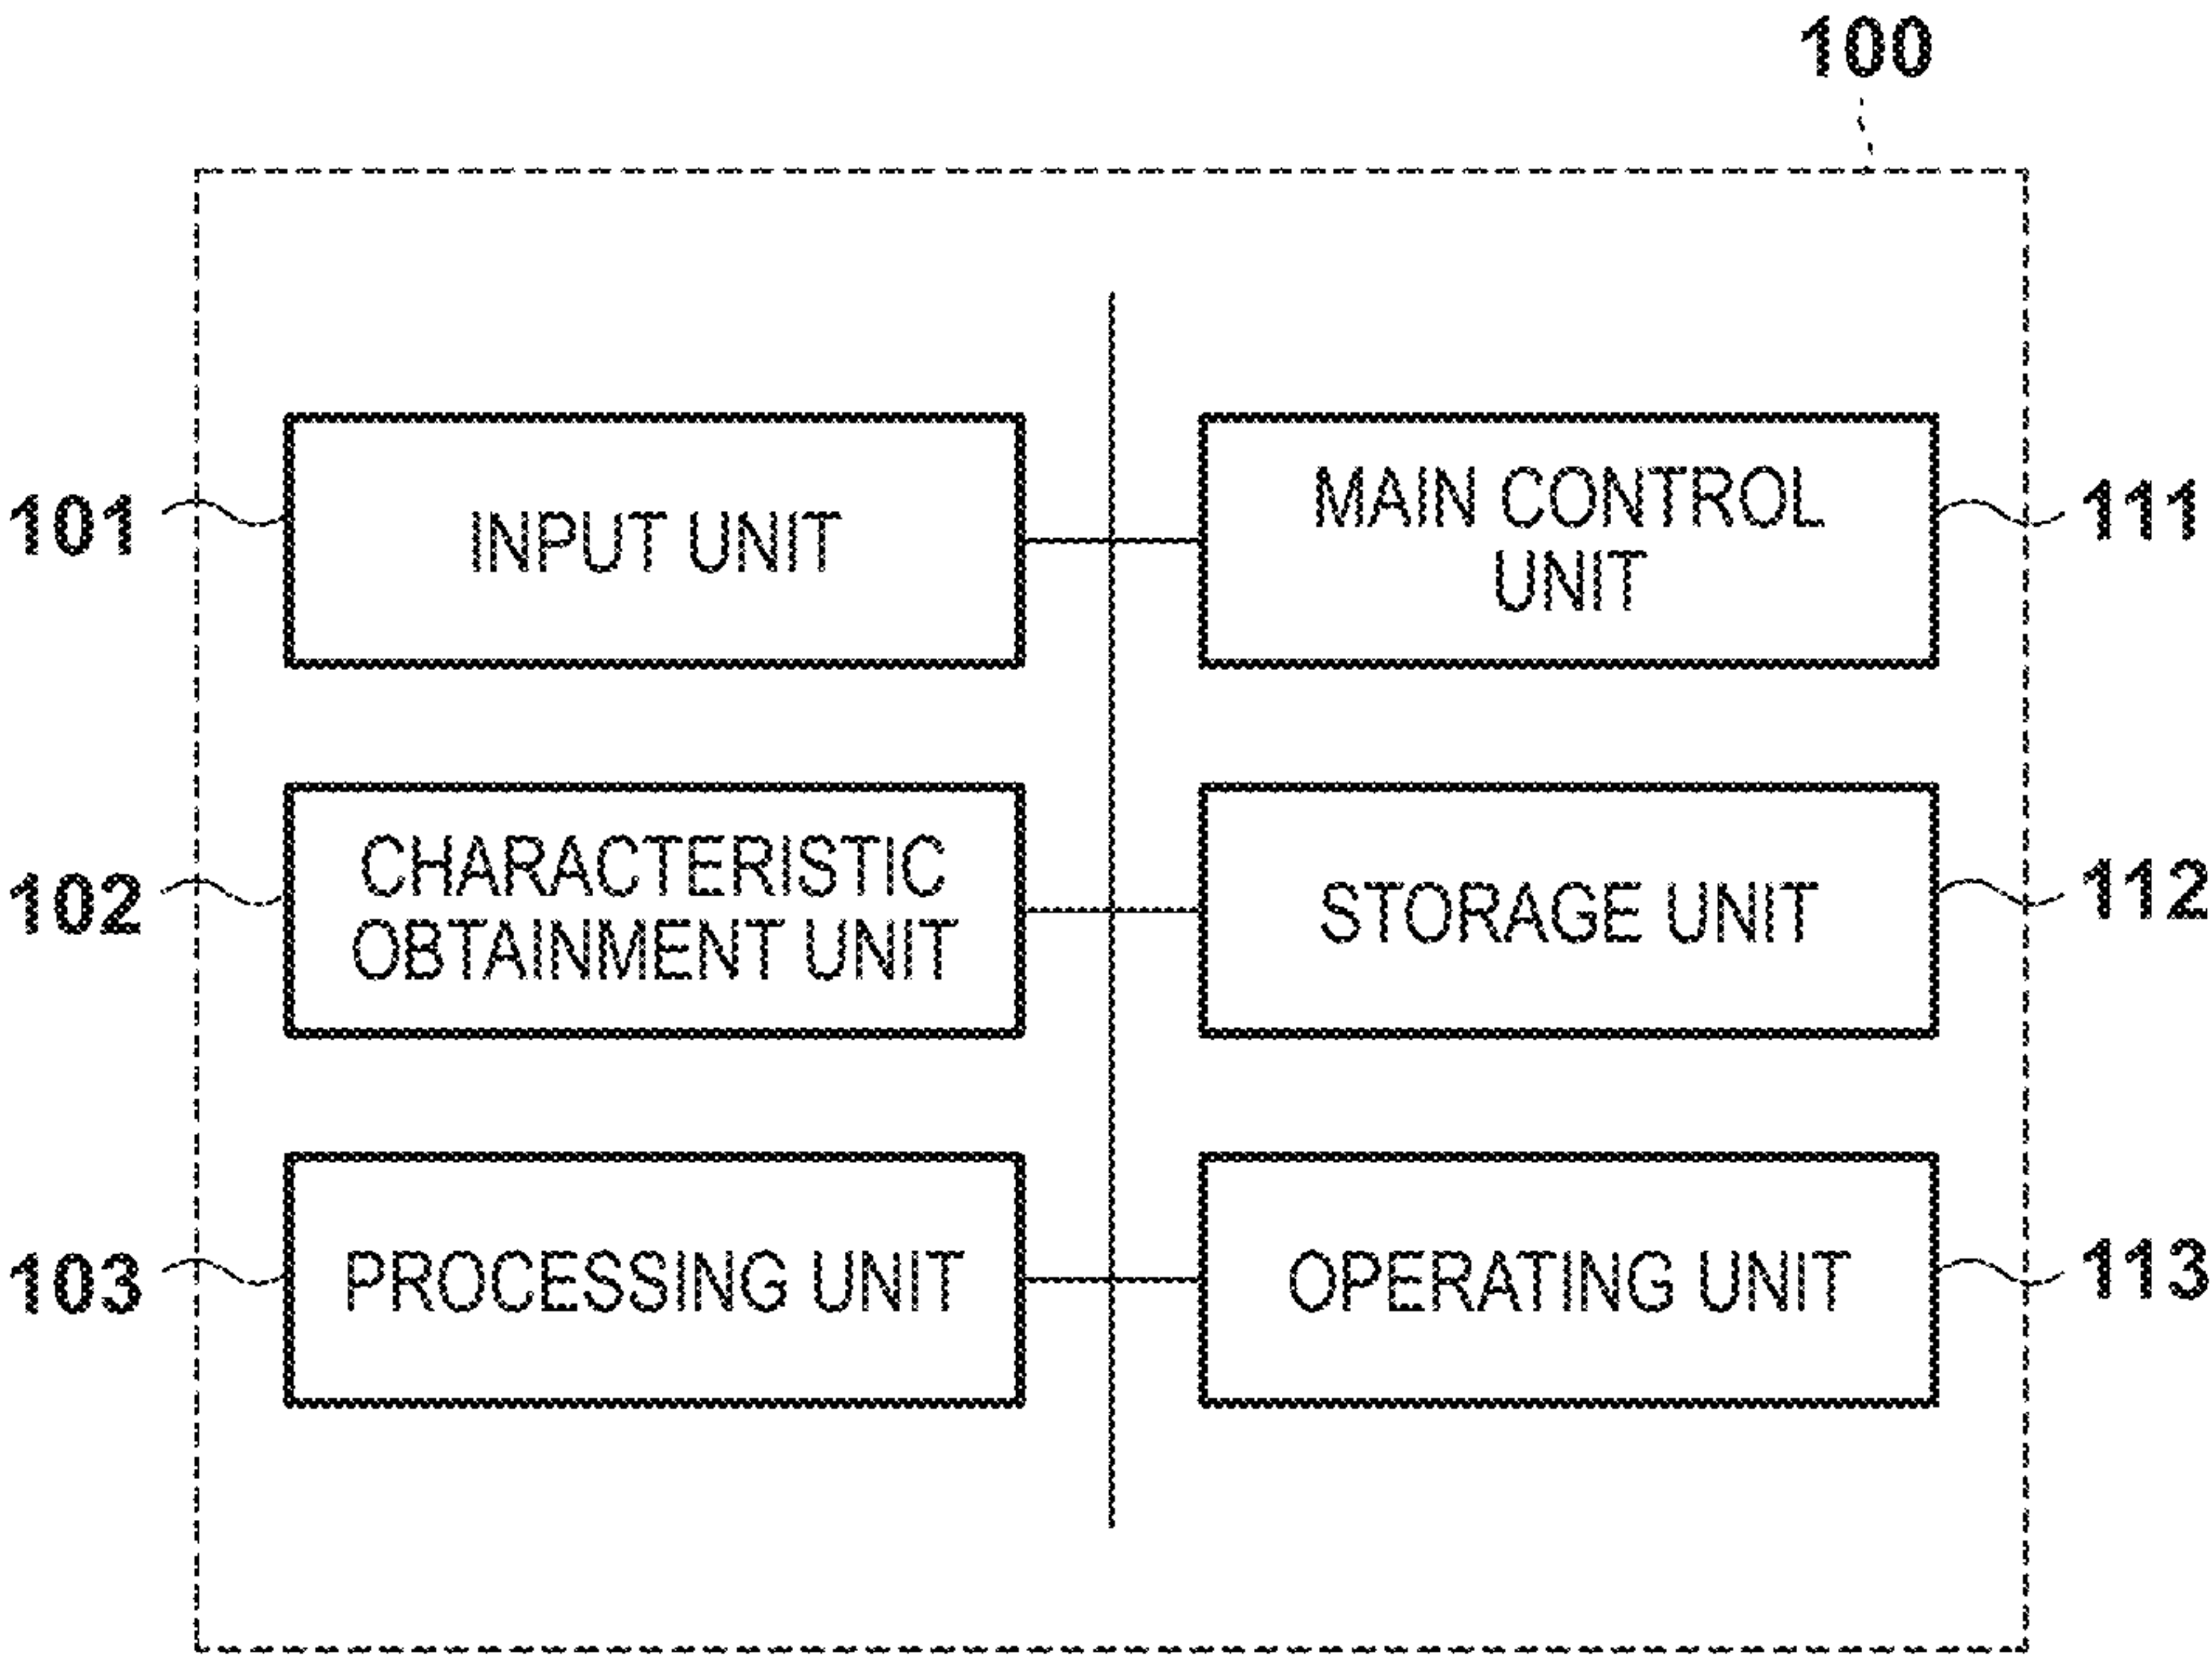 100
101
INPUT UNIT
MAIN CONTROL
UNIT
111
102
CHARACTERISTIC
OBTAINMENT UNIT
STORAGE UNIT
112
103
PROCESSING UNIT
OPERATING UNIT
113